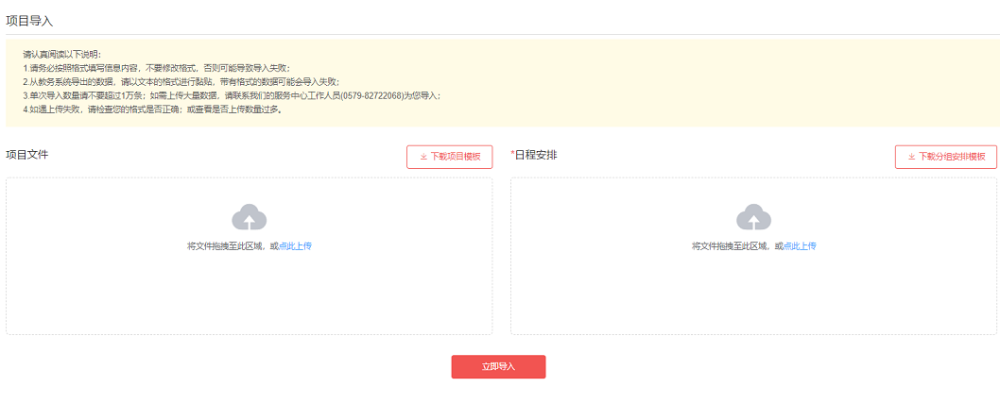 项目导入
请认真阅读以下说明：
1.请务必按照格式填写信息内容，不要修改格式，否则可能导致导入失败；
2.从教务系统导出的数据，请以文本的格式进行黏贴，带有格式的数据可能会导入失败；
3.单次导入数量请不要超过1万条；如需上传大量数据，请联系我们的服务中心工作人员(0579-82722068)为您导入；
4.如遇上传失败，请检查您的格式是否正确；或查看是否上传数量过多。
项目文件
下载项目模板
*日程安排
下载分组安排模板
将文件拖拽至此区域，或点此上传
将文件拖拽至此区域，或点此上传
立即导入